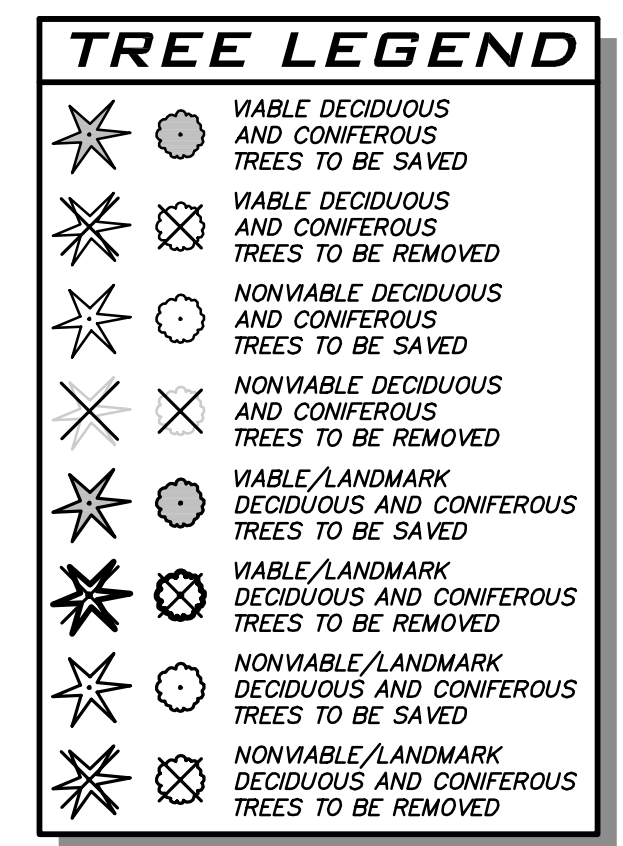 TREE LEGEND
VIABLE DECIDUOUS
AND CONIFEROUS
TREES TO BE SAVED
VIABLE DECIDUOUS
AND CONIFEROUS
TREES TO BE REMOVED
NONVIABLE DECIDUOUS
AND CONIFEROUS
TREES TO BE SAVED
NONVIABLE DECIDUOUS
AND CONIFEROUS
TREES TO BE REMOVED
VIABLE/LANDMARK
DECIDUOUS AND CONIFEROUS
TREES TO BE SAVED
VIABLE/LANDMARK
DECIDUOUS AND CONIFEROUS
TREES TO BE REMOVED
NONVIABLE/LANDMARK
DECIDUOUS AND CONIFEROUS
TREES TO BE SAVED
NONVIABLE/LANDMARK
DECIDUOUS AND CONIFEROUS
TREES TO BE REMOVED